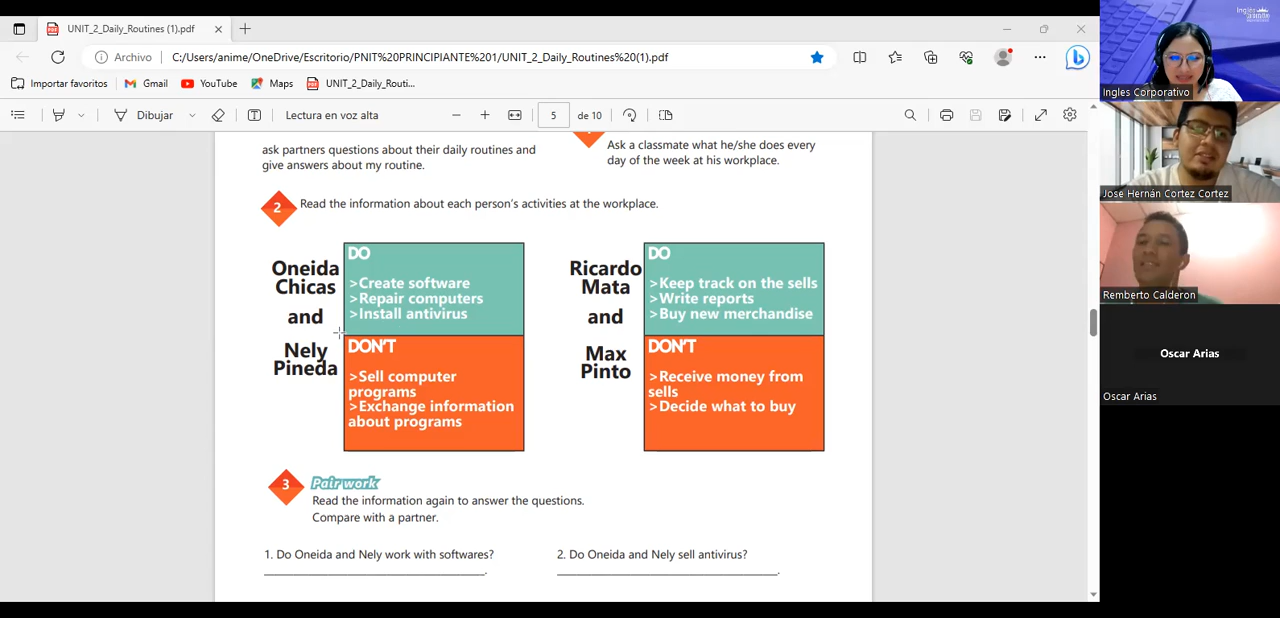 UNIT_2_Daily_Routines (1).pdf
Archivo
C:/Users/anime/OneDrive/Escritorio/PNIT%20PRINCIPIANTE%201/UNIT_2_Daily_Routines%20(1).pdf
Importar favoritos
Gmail
YouTube
Maps
UNIT_2_Daily_Routi...
Dibujar
Lectura en voz alta
5
de 10
ask partners questions about their daily routines and
give answers about my routine.
Ask a classmate what he/she does every
day of the week at his workplace.
2
Read the information about each person's activities at the workplace.
Oneida
Chicas
and
Nely
Pineda
DO
>Create software
>Repair computers
>Install antivirus
DON'T
>Sell computer
programs
>Exchange information
about programs
Ricardo
Mata
and
Max
Pinto
DO
>Keep track on the sells
>Write reports
>Buy new merchandise
DON'T
>Receive money from
sells
>Decide what to buy
3
Pair work
Read the information again to answer the questions.
Compare with a partner.
1. Do Oneida and Nely work with softwares?
2. Do Oneida and Nely sell antivirus?
Ingles Corporativo
Jose Hernán Cortez Cortez
Remberto Calderon
Oscar Arias
Oscar Arias